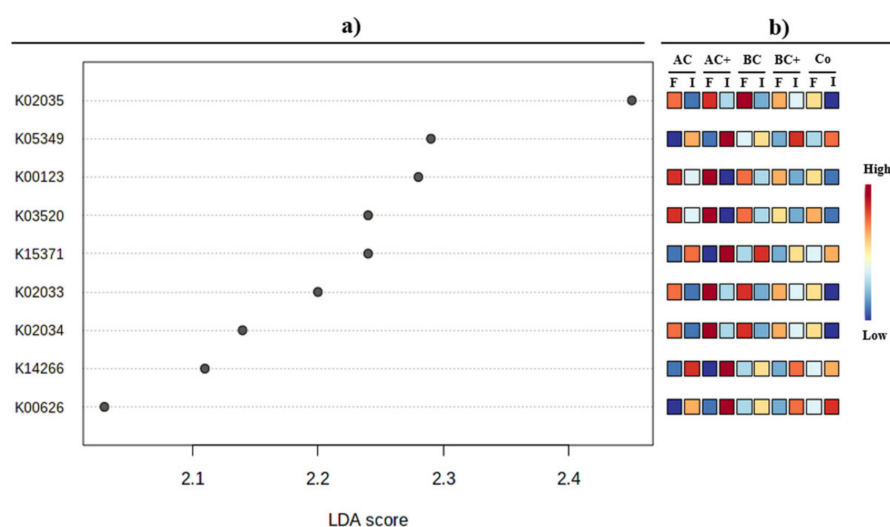 a)
b)
AC AC+ BC BC+ Co
F I F I F I F I F I
K02035
K05349
K00123
High
K03520
K15371
K02033
K02034
Low
K14266
K00626
2.1 2.2 2.3 2.4
LDA score